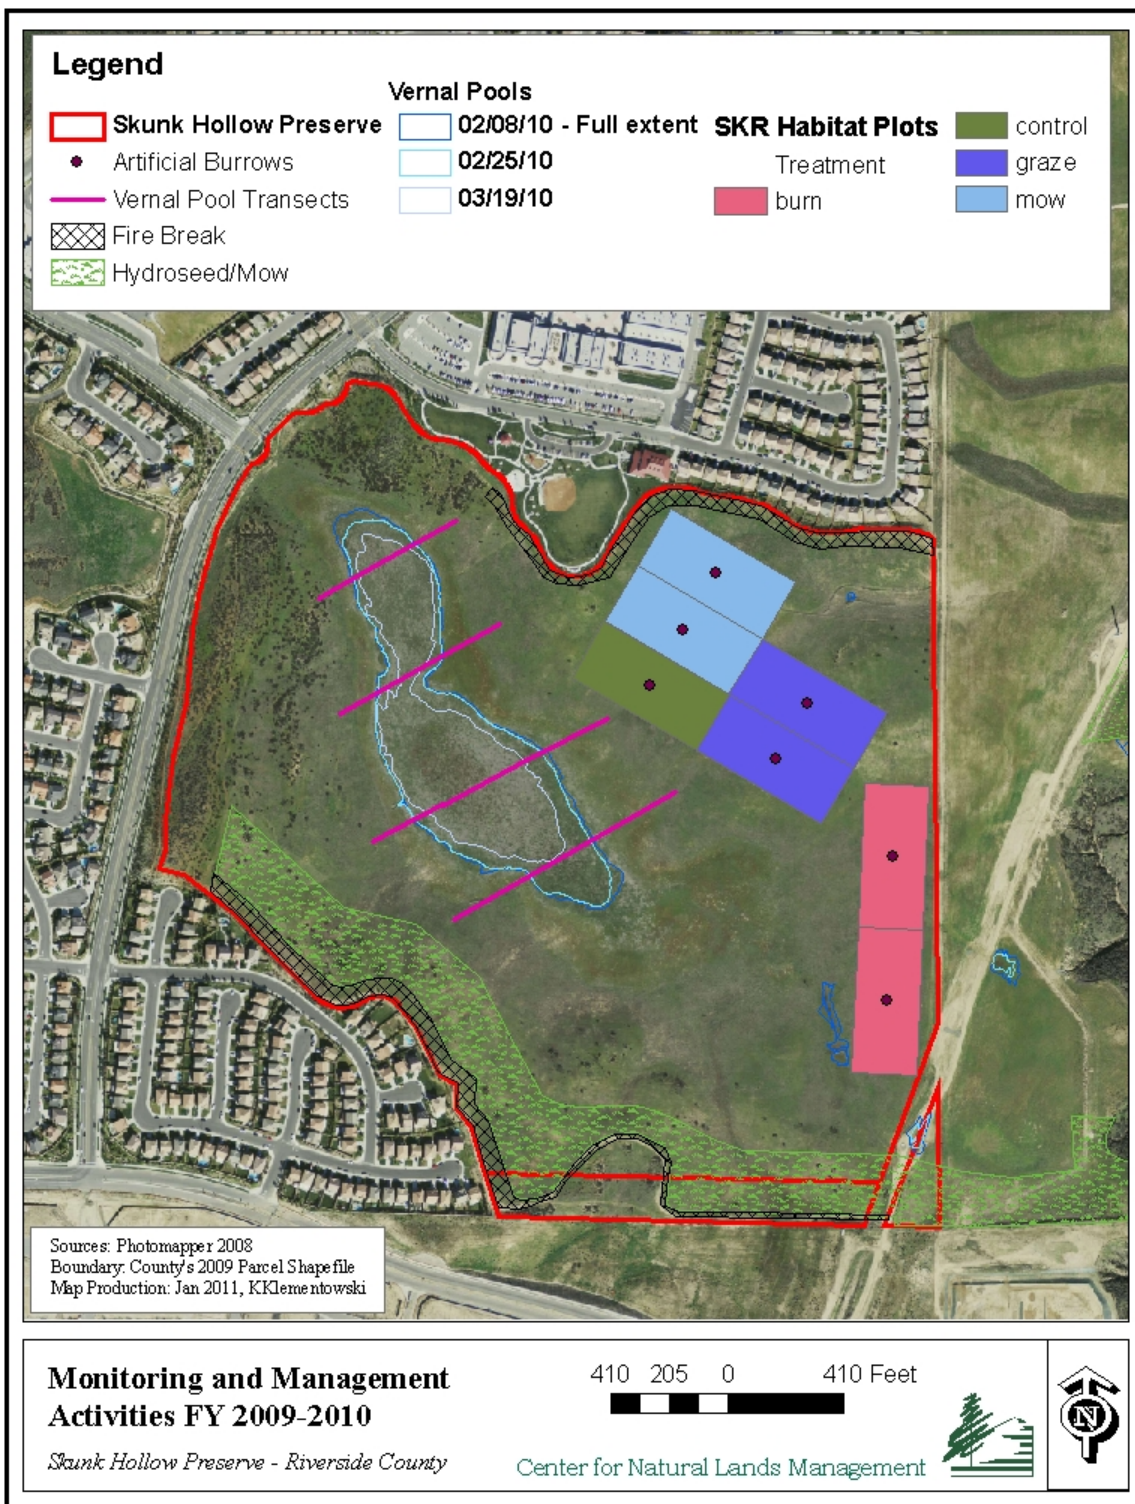 Legend
Skunk Hollow Preserve
Artificial Burrows
Vernal Pool Transects
Fire Break
Hydroseed/Mow
Vernal Pools
02/08/10 - Full extent
02/25/10
03/19/10
SKR Habitat Plots
Treatment
burn
control
graze
mow
Sources: Photomapper 2008
Boundary: County's 2009 Parcel Shapefile
Map Production: Jan 2011, KKlementowski
Monitoring and Management
Activities FY 2009-2010
Skunk Hollow Preserve - Riverside County
410 205 0 410 Feet
Center for Natural Lands Management
N